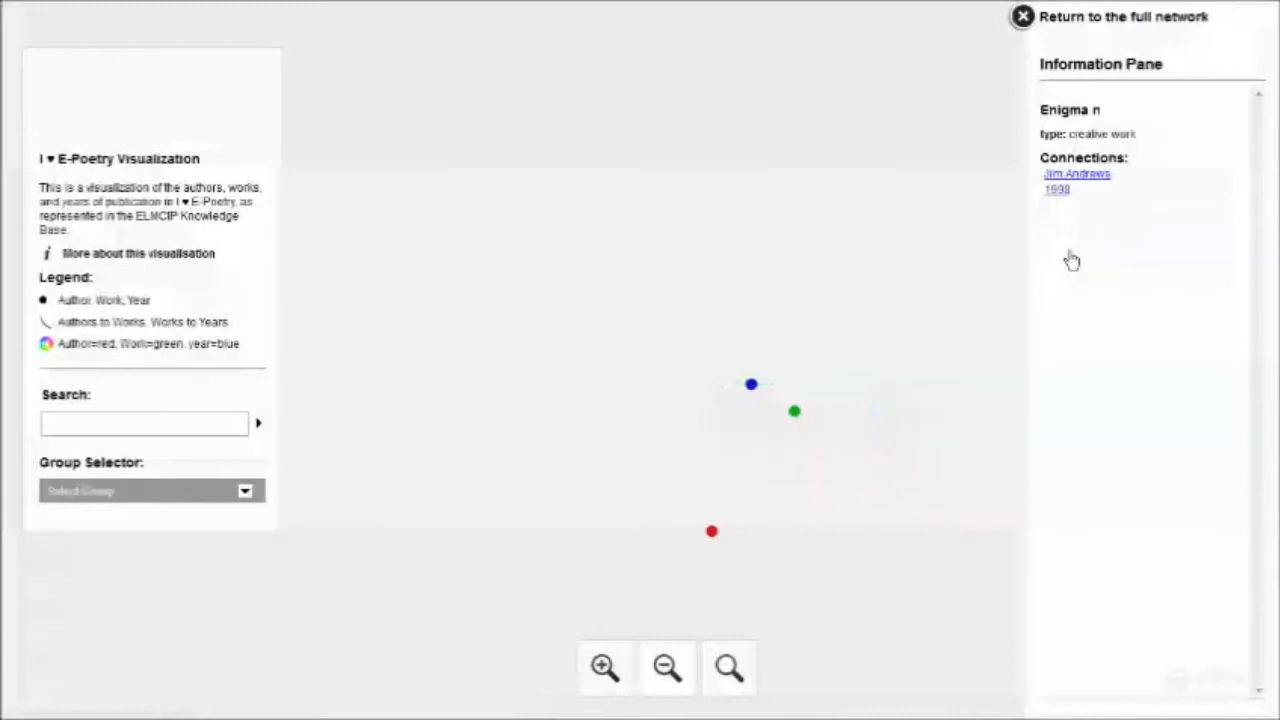 Return to the full network
Information Pane
Enigma n
type: creative work
Connections:
Jim Andrews
1998
I ♥ E-Poetry Visualization
This is a visualization of the authors, works,
and years of publication in I ♥ E-Poetry, as
represented in the ELMCIP Knowledge
Base.
More about this visualisation
Legend:
Author, Work, Year
Authors to Works, Works to Years
Author=red, Work=green, year=blue
Search:
Group Selector:
Select Group